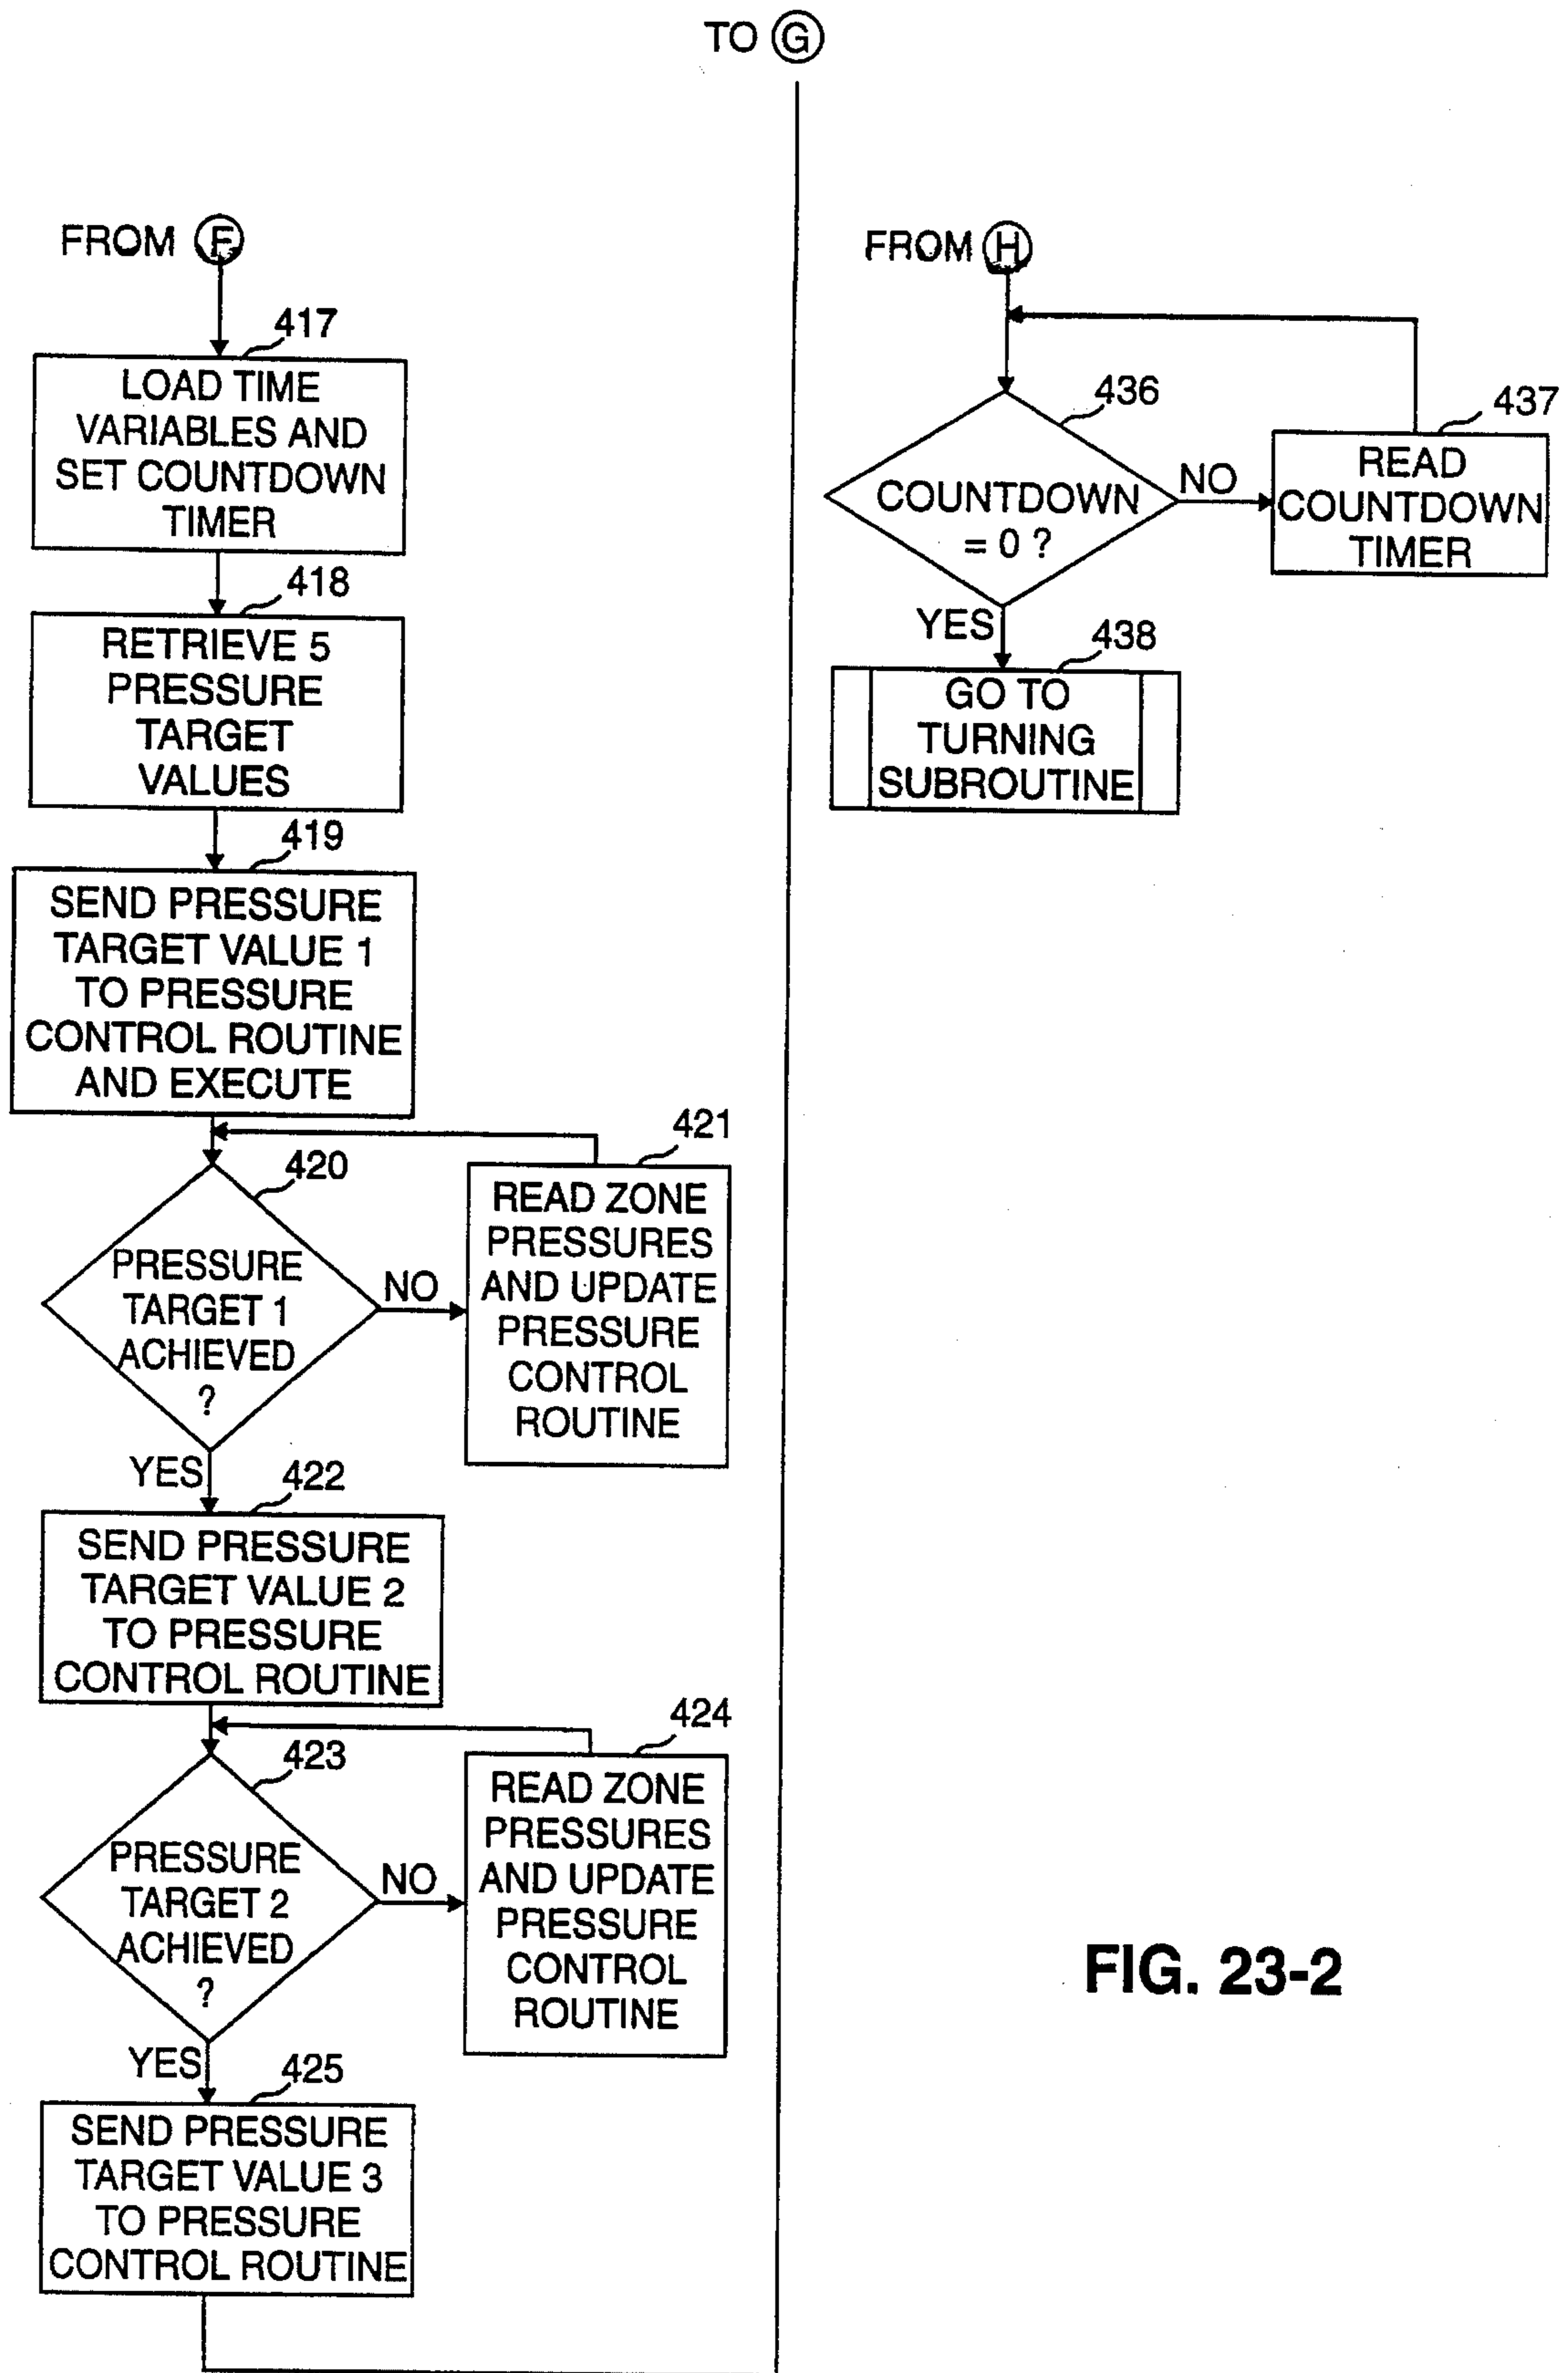 TO G
FROM F
417
LOAD TIME
VARIABLES AND
SET COUNTDOWN
TIMER
418
RETRIEVE 5
PRESSURE
TARGET
VALUES
419
SEND PRESSURE
TARGET VALUE 1
TO PRESSURE
CONTROL ROUTINE
AND EXECUTE
420
PRESSURE
TARGET 1
ACHIEVED
?
NO
421
READ ZONE
PRESSURES
AND UPDATE
PRESSURE
CONTROL
ROUTINE
YES
422
SEND PRESSURE
TARGET VALUE 2
TO PRESSURE
CONTROL ROUTINE
423
PRESSURE
TARGET 2
ACHIEVED
?
NO
424
READ ZONE
PRESSURES
AND UPDATE
PRESSURE
CONTROL
ROUTINE
YES
425
SEND PRESSURE
TARGET VALUE 3
TO PRESSURE
CONTROL ROUTINE
FROM H
436
COUNTDOWN
= 0 ?
NO
437
READ
COUNTDOWN
TIMER
YES
438
GO TO
TURNING
SUBROUTINE
FIG. 23-2